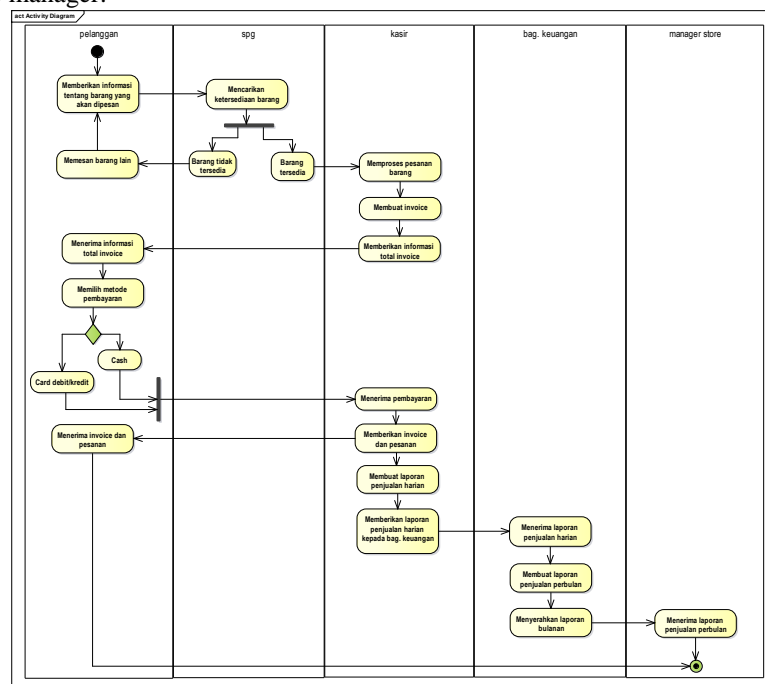 manager.
act Activity Diagram
pelanggan
spg
kasir
bag. keuangan
manager store
Memberikan informasi
tentang barang yang
akan dipesan
Mencarikan
ketersediaan barang
Memesan barang lain
Barang tidak
tersedia
Barang
tersedia
Memproses pesanan
barang
Membuat invoice
Menerima informasi
total invoice
Memberikan informasi
total invoice
Memilih metode
pembayaran
Cash
Card debit/kredit
Menerima pembayaran
Menerima invoice dan
pesanan
Memberikan invoice
dan pesanan
Membuat laporan
penjualan harian
Memberikan laporan
penjualan harian
kepada bag. keuangan
Menerima laporan
penjualan harian
Membuat laporan
penjualan perbulan
Menyerahkan laporan
bulanan
Menerima laporan
penjualan perbulan